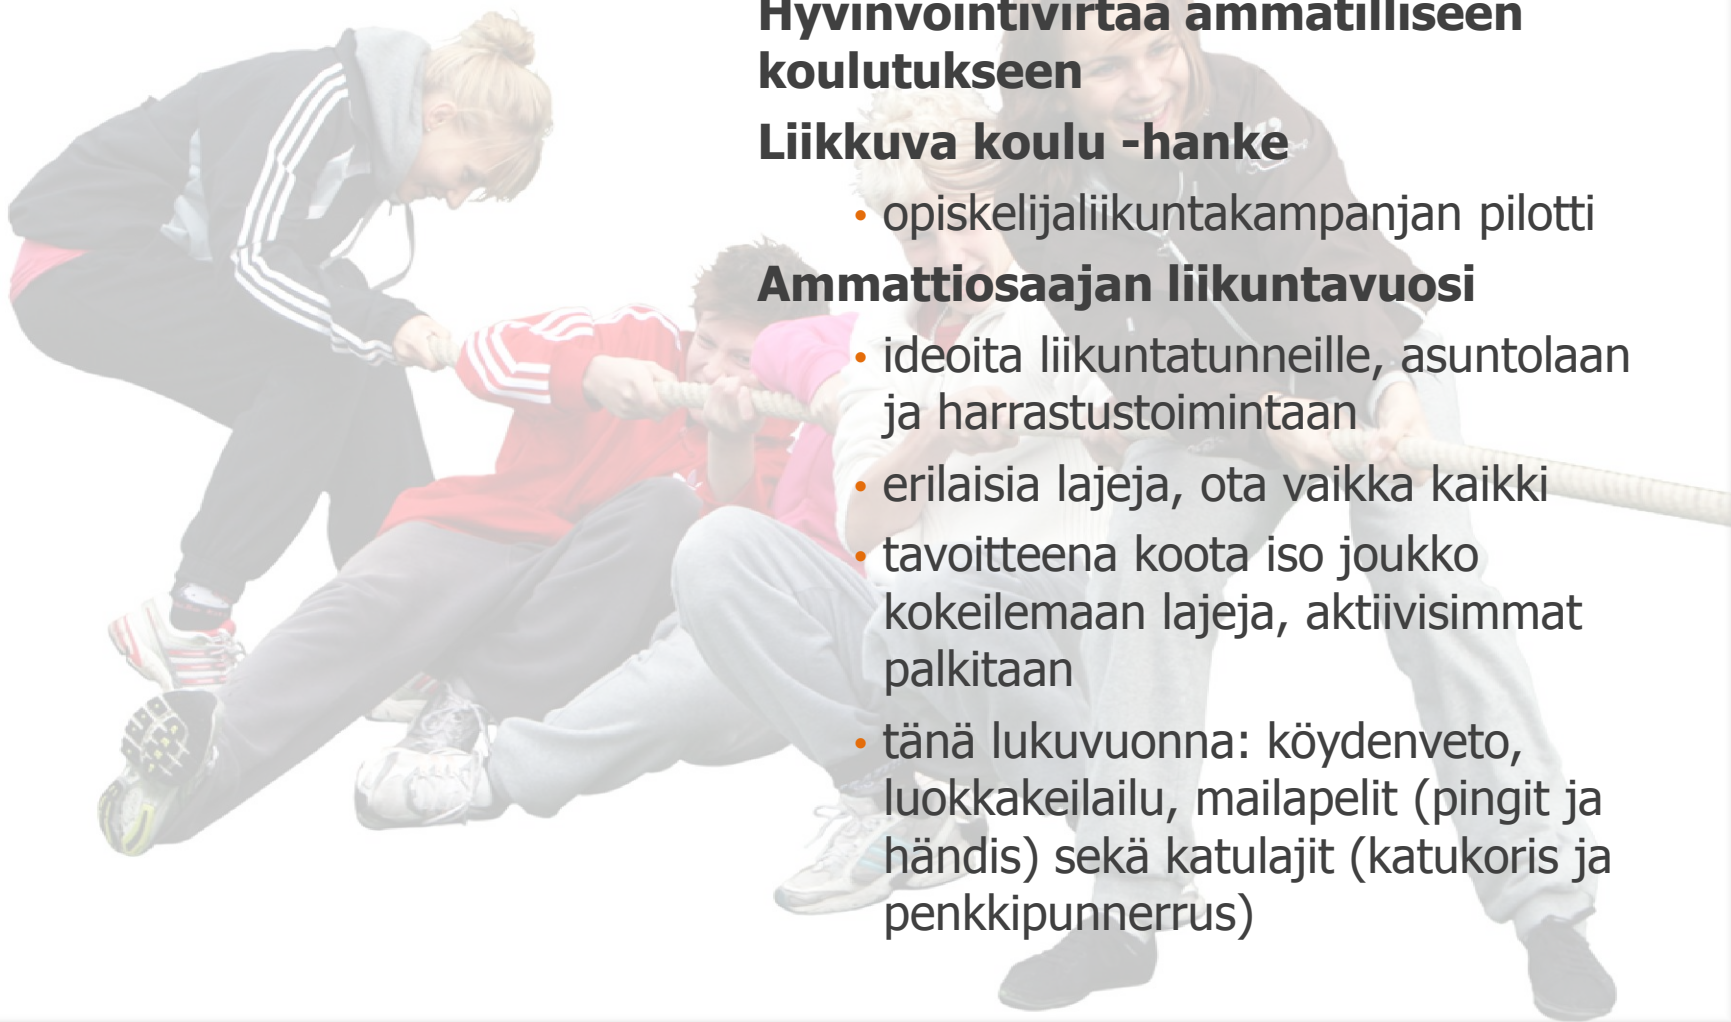 Hyvinvointivirtaa ammatilliseen
koulutukseen
Liikkuva koulu -hanke
• opiskelijaliikuntakampanjan pilotti
Ammattiosaajan liikuntavuosi
• ideoita liikuntatunneille, asuntolaan
ja harrastustoimintaan
• erilaisia lajeja, ota vaikka kaikki
• tavoitteena koota iso joukko
kokeilemaan lajeja, aktiivisimmat
palkitaan
• tänä lukuvuonna: köydenveto,
luokkakeilailu, mailapelit (pingit ja
händis) sekä katulajit (katukoris ja
penkkipunnerrus)